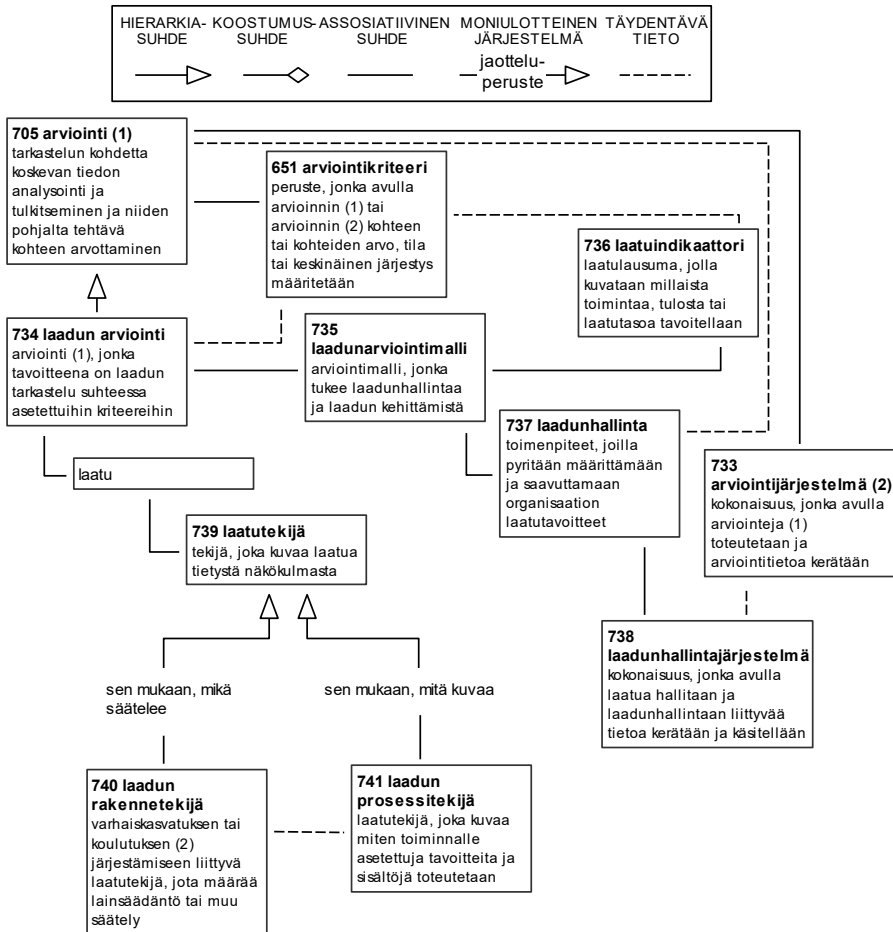 HIERARKIA- KOOSTUMUS- ASSOSIATIIVINEN MONIULOTTEINEN TÄYDENTÄVÄ
SUHDE SUHDE SUHDE JÄRJESTELMÄ TIETO
jaottelu-
peruste
705 arviointi (1)
tarkastelun kohdetta
koskevan tiedon
analysointi ja
tulkitseminen ja niiden
pohjalta tehtävä
kohteen arvottaminen
651 arviointikriteeri
peruste, jonka avulla
arvioinnin (1) tai
arvioinnin (2) kohteen
tai kohteiden arvo, tila
tai keskinäinen järjestys
määritetään
736 laatuindikaattori
laatulausuma, jolla
kuvataan millaista
toimintaa, tulosta tai
laatutasoa tavoitellaan
734 laadun arviointi
arviointi (1), jonka
tavoitteena on laadun
tarkastelu suhteessa
asetettuihin kriteereihin
735
laadunarviointimalli
arviointimalli, jonka
tukee laadunhallintaa
ja laadun kehittämistä
737 laadunhallinta
toimenpiteet, joilla
pyritään määrittämään
ja saavuttamaan
organisaation
laatutavoitteet
733
arviointijärjestelmä (2)
kokonaisuus, jonka avulla
arviointeja (1)
toteutetaan ja
arviointitietoa kerätään
laatu
739 laatutekijä
tekijä, joka kuvaa laatua
tietystä näkökulmasta
738
laadunhallintajärjestelmä
kokonaisuus, jonka avulla
laatua hallitaan ja
laadunhallintaan liittyvää
tietoa kerätään ja käsitellään
sen mukaan, mikä
säätelee
sen mukaan, mitä kuvaa
740 laadun
rakennetekijä
varhaiskasvatuksen tai
koulutuksen (2)
järjestämiseen liittyvä
laatutekijä, jota määrää
lainsäädäntö tai muu
säätely
741 laadun
prosessitekijä
laatutekijä, joka kuvaa
miten toiminnalle
asetettuja tavoitteita ja
sisältöjä toteutetaan